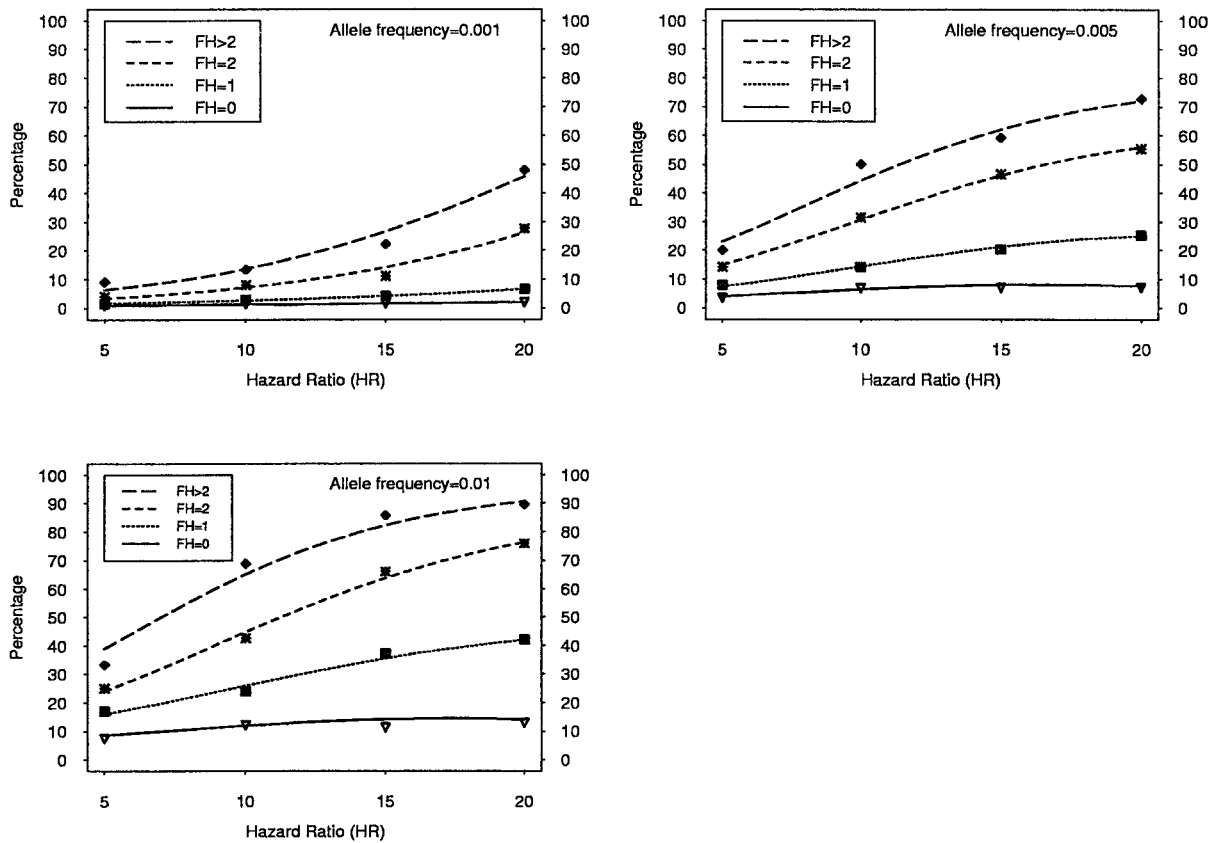 Allele frequency=0.001
FH>2
FH=2
FH=1
FH=0
100
90
80
70
60
50
40
30
20
10
0
Percentage
100
90
80
70
60
50
40
30
20
10
0
5 10 15 20
Hazard Ratio (HR)
Allele frequency=0.005
FH>2
FH=2
FH=1
FH=0
100
90
80
70
60
50
40
30
20
10
0
Percentage
100
90
80
70
60
50
40
30
20
10
0
5 10 15 20
Hazard Ratio (HR)
Allele frequency=0.01
FH>2
FH=2
FH=1
FH=0
100
90
80
70
60
50
40
30
20
10
0
Percentage
100
90
80
70
60
50
40
30
20
10
0
5 10 15 20
Hazard Ratio (HR)